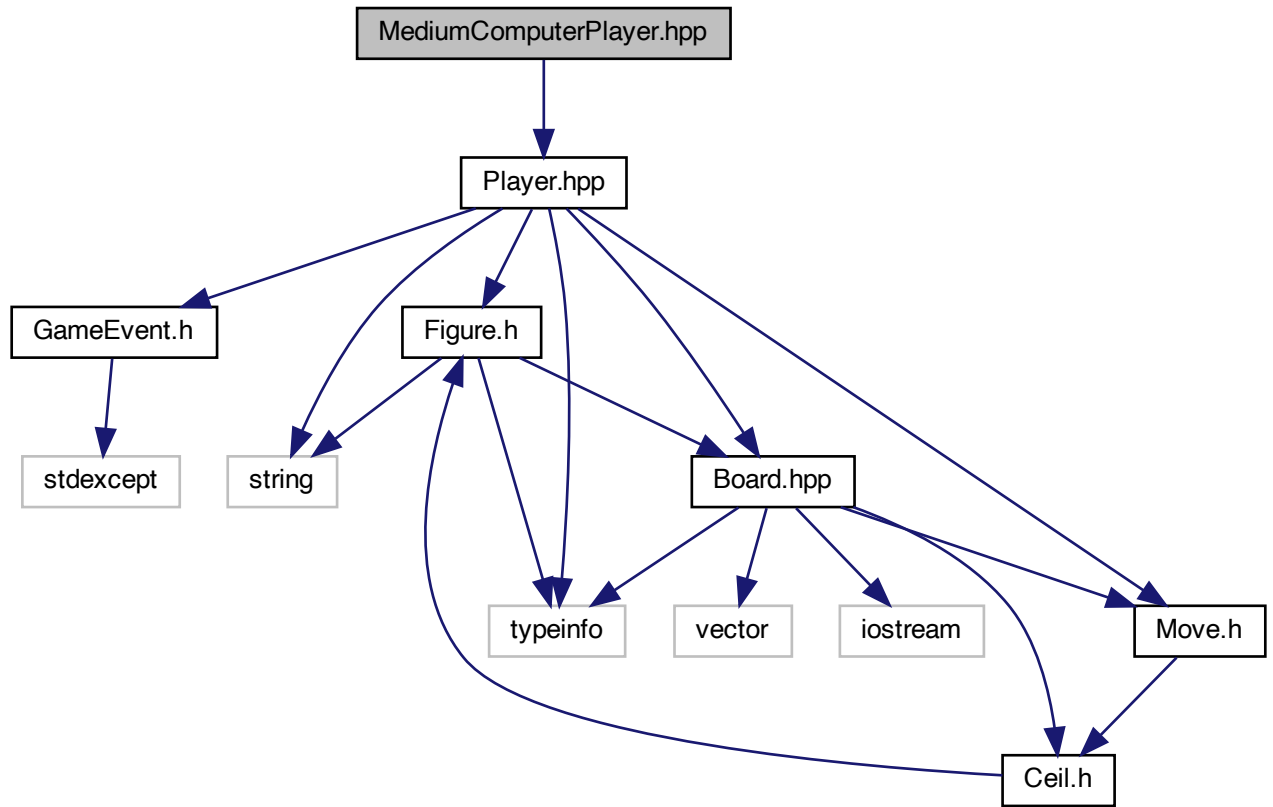 MediumComputerPlayer.hpp
Player.hpp
GameEvent.h
Figure.h
stdexcept
string
Board.hpp
typeinfo
vector
iostream
Move.h
Ceil.h